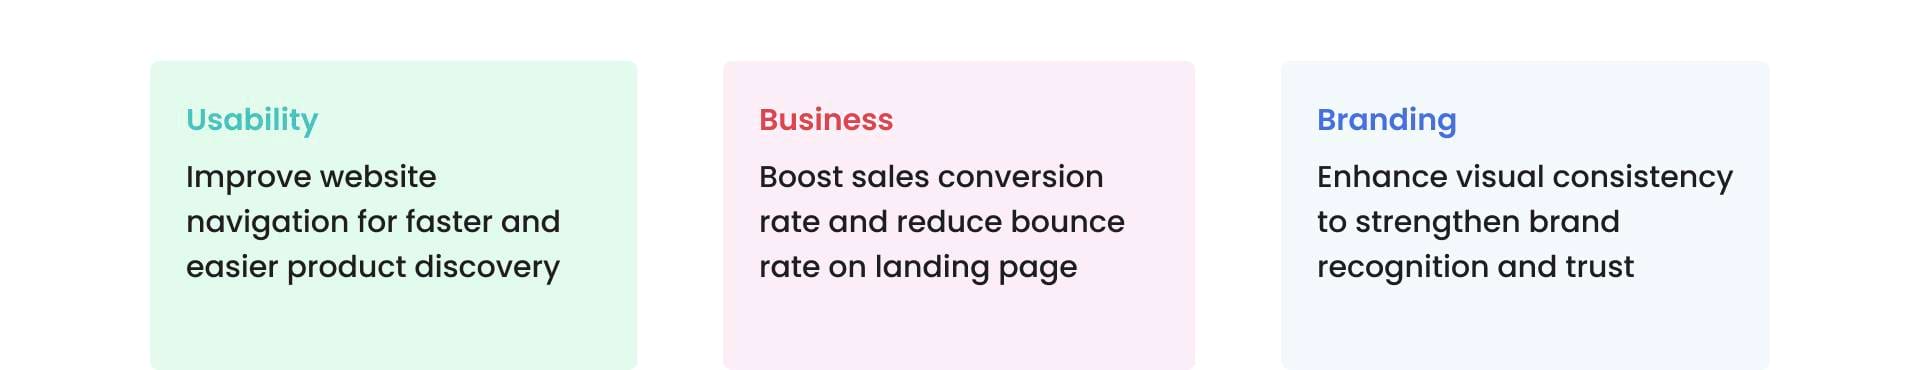 Usability
Improve website
navigation for faster and
easier product discovery
Business
Boost sales conversion
rate and reduce bounce
rate on landing page
Branding
Enhance visual consistency
to strengthen brand
recognition and trust